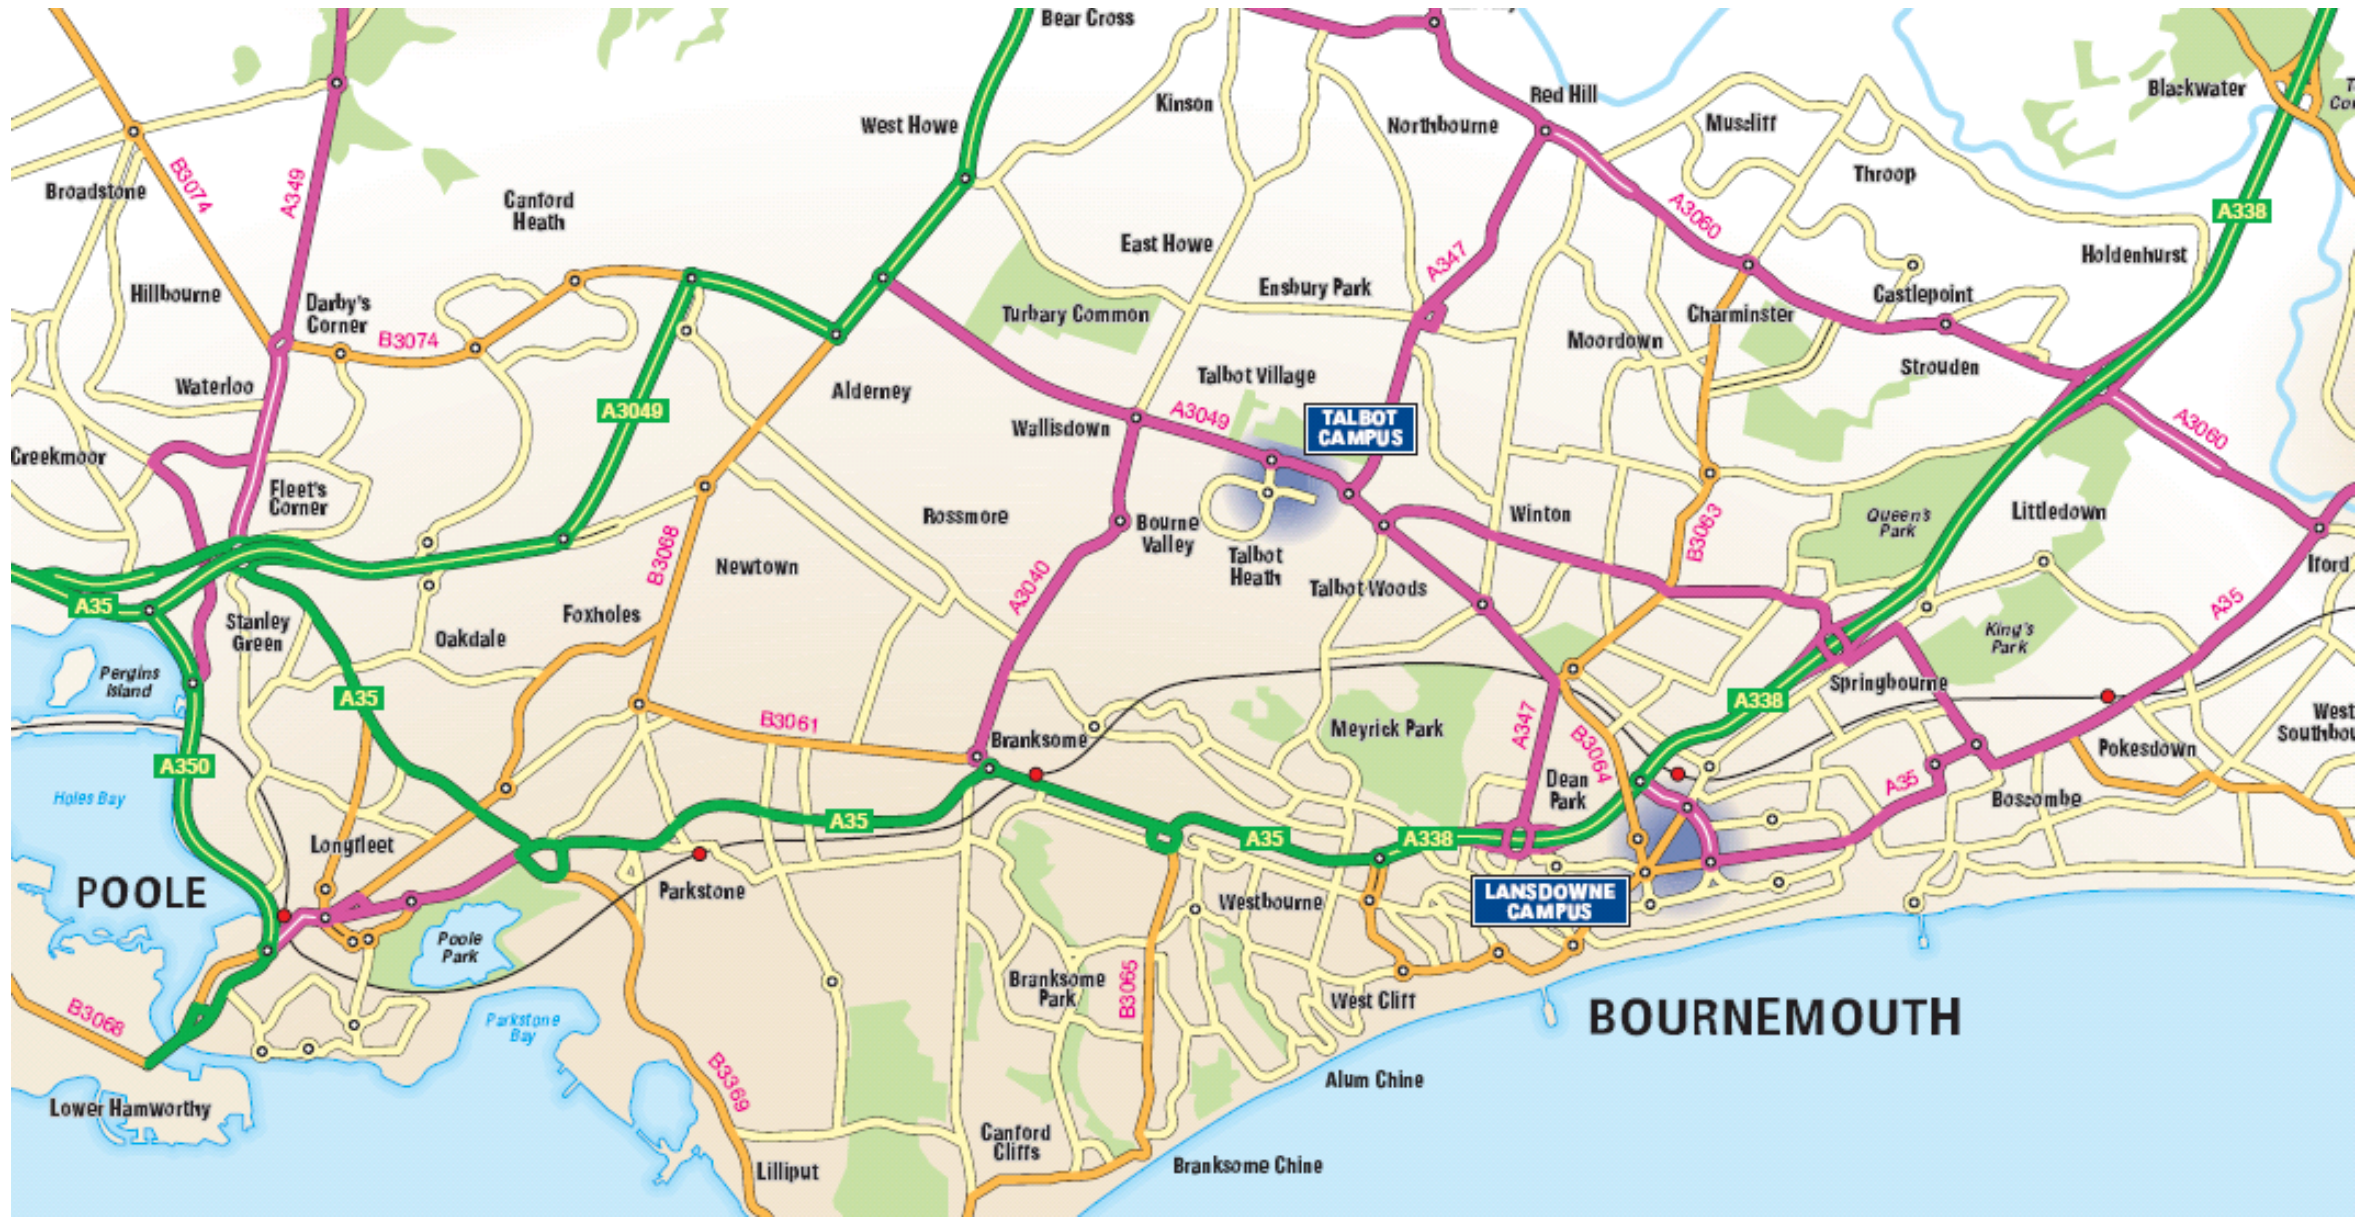 Bear Cross
Red Hill
Blackwater
Kinson
West Howe
Northbourne
Muscliff
Throop
Broadstone
B3074
A349
Canford
Heath
A3060
A338
East Howe
A347
Holdenhurst
Hillbourne
Darby's
Corner
Turbary Common
Ensbury Park
Castlepoint
Charminster
B3074
Moordown
Strouden
Waterloo
Alderney
Talbot Village
A3049
A3049
TALBOT
CAMPUS
Wallisdown
A3060
Creekmoor
Fleet's
Corner
Rossmore
Bourne
Valley
Winton
Queen's
Park
Littledown
B3068
Newtown
A3040
Talbot
Heath
Talbot Woods
B3063
Iford
A35
Stanley
Green
Foxholes
Oakdale
A35
King's
Park
Pergins
Island
A35
Springbourne
A338
B3061
Branksome
Meyrick Park
A347
B3064
West
Pokesdown
A350
Holes Bay
Dean
Park
A35
Boscombe
Longfleet
A35
A35
A338
POOLE
Parkstone
Westbourne
LANSDOWNE
CAMPUS
Poole
Park
Branksome
Park
B3065
West Cliff
BOURNEMOUTH
B3068
Parkstone
Bay
B3369
Alum Chine
Lower Hamworthy
Canford
Cliffs
Lilliput
Branksome Chine